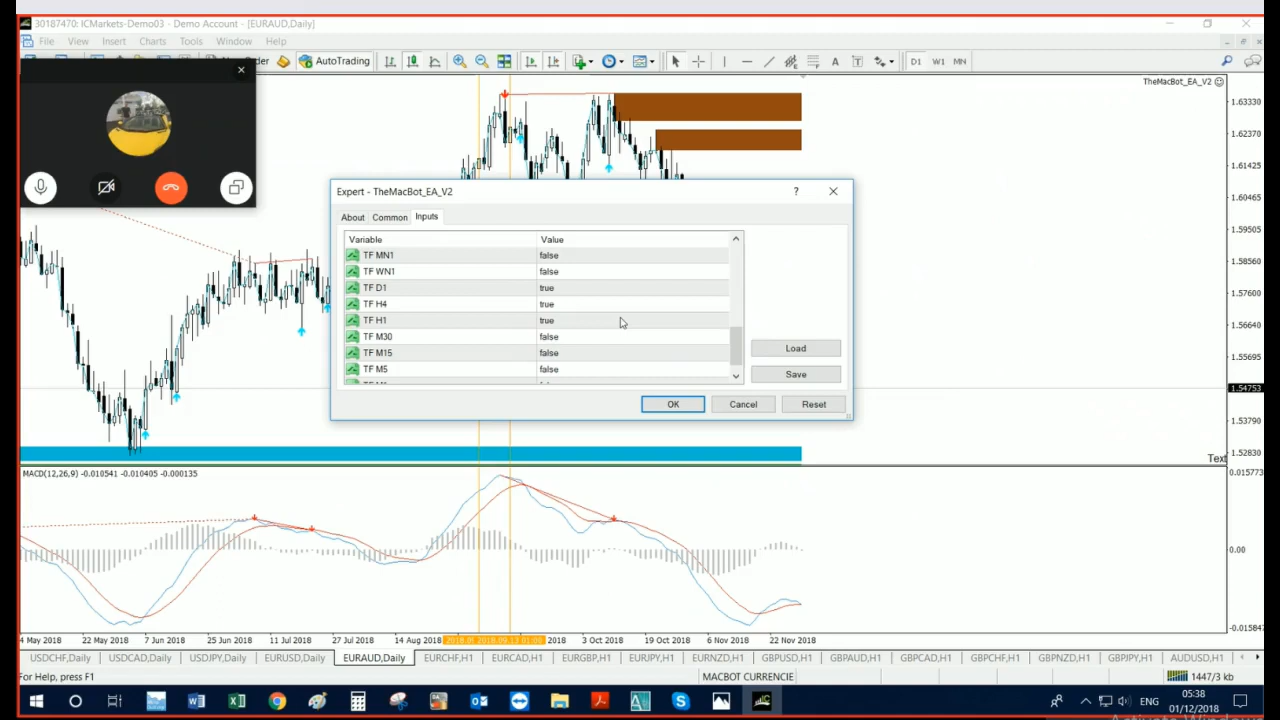 30187470: ICMarkets-Demo03 - Demo Account - [EURAUD,Daily]
File View Insert Charts Tools Window Help
Order AutoTrading A T D1 W1 MN
TheMacBot_EA_V2
1.63330
1.62370
1.61425
1.60465
1.59505
1.58560
1.57600
1.56640
1.55695
1.54753
1.53790
1.52830
Text
Expert - TheMacBot_EA_V2 ?
About Common Inputs
Variable Value
TF MN1 false
TF WN1 false
TF D1 true
TF H4 true
TF H1 true
TF M30 false
TF M15 false
TF M5 false
Load
Save
OK Cancel Reset
MACD(12,26,9) -0.010541 -0.010405 -0.000135
0.015773
0.00
-0.01584
4 May 2018 22 May 2018 7 Jun 2018 25 Jun 2018 11 Jul 2018 27 Jul 2018 14 Aug 2018 2018 3 Oct 2018 19 Oct 2018 6 Nov 2018 22 Nov 2018
USDCHF,Daily USDCAD,Daily USDJPY,Daily EURUSD,Daily EURAUD,Daily EURCHF,H1 EURCAD,H1 EURGBP,H1 EURJPY,H1 EURNZD,H1 GBPUSD,H1 GBPAUD,H1 GBPCAD,H1 GBPCHF,H1 GBPNZD,H1 GBPJPY,H1 AUDUSD,H1
For Help, press F1 MACBOT CURRENCIE 1447/3 kb
ENG 05:38
01/12/2018